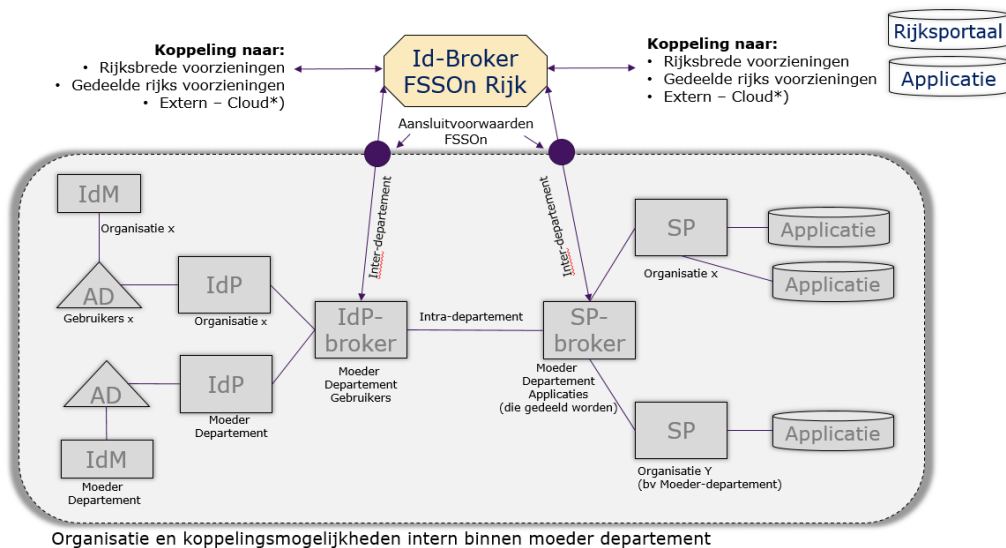 Koppeling naar:
• Rijksbrede voorzieningen
• Gedeelde rijks voorzieningen
• Extern – Cloud*)
Id-Broker
FSSOn Rijk
Koppeling naar:
• Rijksbrede voorzieningen
• Gedeelde rijks voorzieningen
• Extern – Cloud*)
Rijksportaal
Applicatie
Aansluitvoorwaarden
FSSOn
Inter-departement
Inter-departement
IdM
Organisatie x
AD
Gebruikers x
IdP
Organisatie x
AD
IdP
Moeder
Departement
IdM
Moeder
Departement
IdP-
broker
Moeder
Departement
Gebruikers
Intra-departement
SP-
broker
Moeder
Departement
Applicaties
(die gedeeld worden)
SP
Organisatie x
Applicatie
Applicatie
SP
Organisatie Y
(bv Moeder-departement)
Applicatie
Organisatie en koppelingsmogelijkheden intern binnen moeder departement